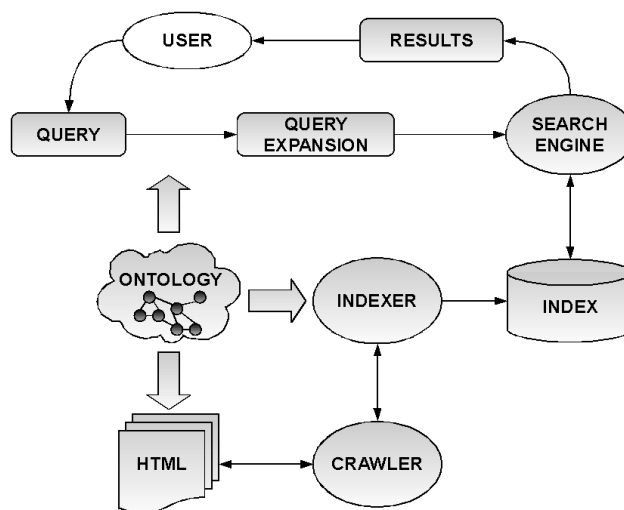 USER
RESULTS
QUERY
QUERY
EXPANSION
SEARCH
ENGINE
ONTOLOGY
INDEXER
INDEX
HTML
CRAWLER